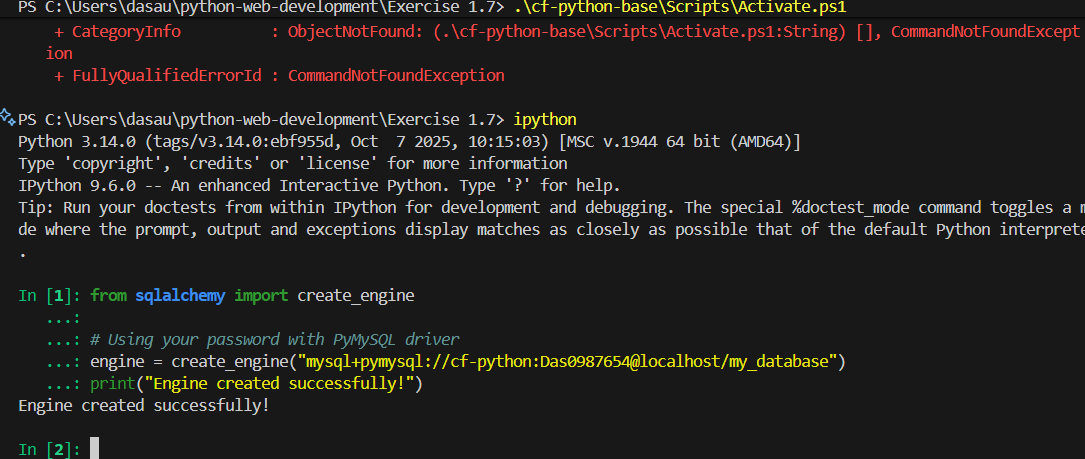 PS C:\Users\dasau\python-web-development\Exercise 1.7> .\cf-python-base\Scripts\Activate.ps1
    + CategoryInfo          : ObjectNotFound: (.\cf-python-base\Scripts\Activate.ps1:String) [], CommandNotFoundExcept
   ion
    + FullyQualifiedErrorId : CommandNotFoundException

PS C:\Users\dasau\python-web-development\Exercise 1.7> ipython
Python 3.14.0 (tags/v3.14.0:ebf955d, Oct  7 2025, 10:15:03) [MSC v.1944 64 bit (AMD64)]
Type 'copyright', 'credits' or 'license' for more information
IPython 9.6.0 -- An enhanced Interactive Python. Type '?' for help.
Tip: Run your doctests from within IPython for development and debugging. The special %doctest_mode command toggles a m
de where the prompt, output and exceptions display matches as closely as possible that of the default Python interprete
.

In [1]: from sqlalchemy import create_engine
   ...:
   ...: # Using your password with PyMySQL driver
   ...: engine = create_engine("mysql+pymysql://cf-python:Das0987654@localhost/my_database")
   ...: print("Engine created successfully!")
Engine created successfully!

In [2]: